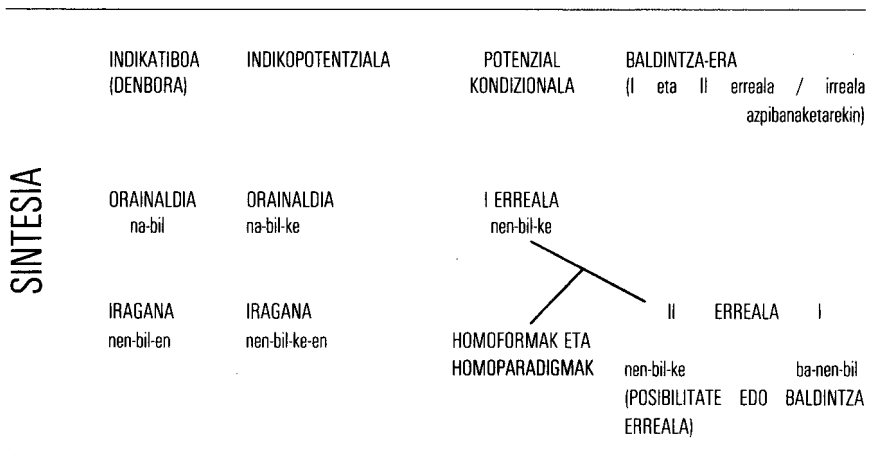 INDIKATIBOA INDIKOPOTENTZIALA POTENZIAL BALDINTZA-ERA
(DENBORA) KONDIZIONALA (I eta II erreala / irreala
azpibanaketarekin)
SINTESIA
ORAINALDIA ORAINALDIA I ERREALA
na-bil na-bil-ke nen-bil-ke
IRAGANA IRAGANA II ERREALA I
nen-bil-en nen-bil-ke-en HOMOFORMAK ETA
HOMOPARADIGMAK nen-bil-ke ba-nen-bil
(POSIBILITATE EDO BALDINTZA
ERREALA)